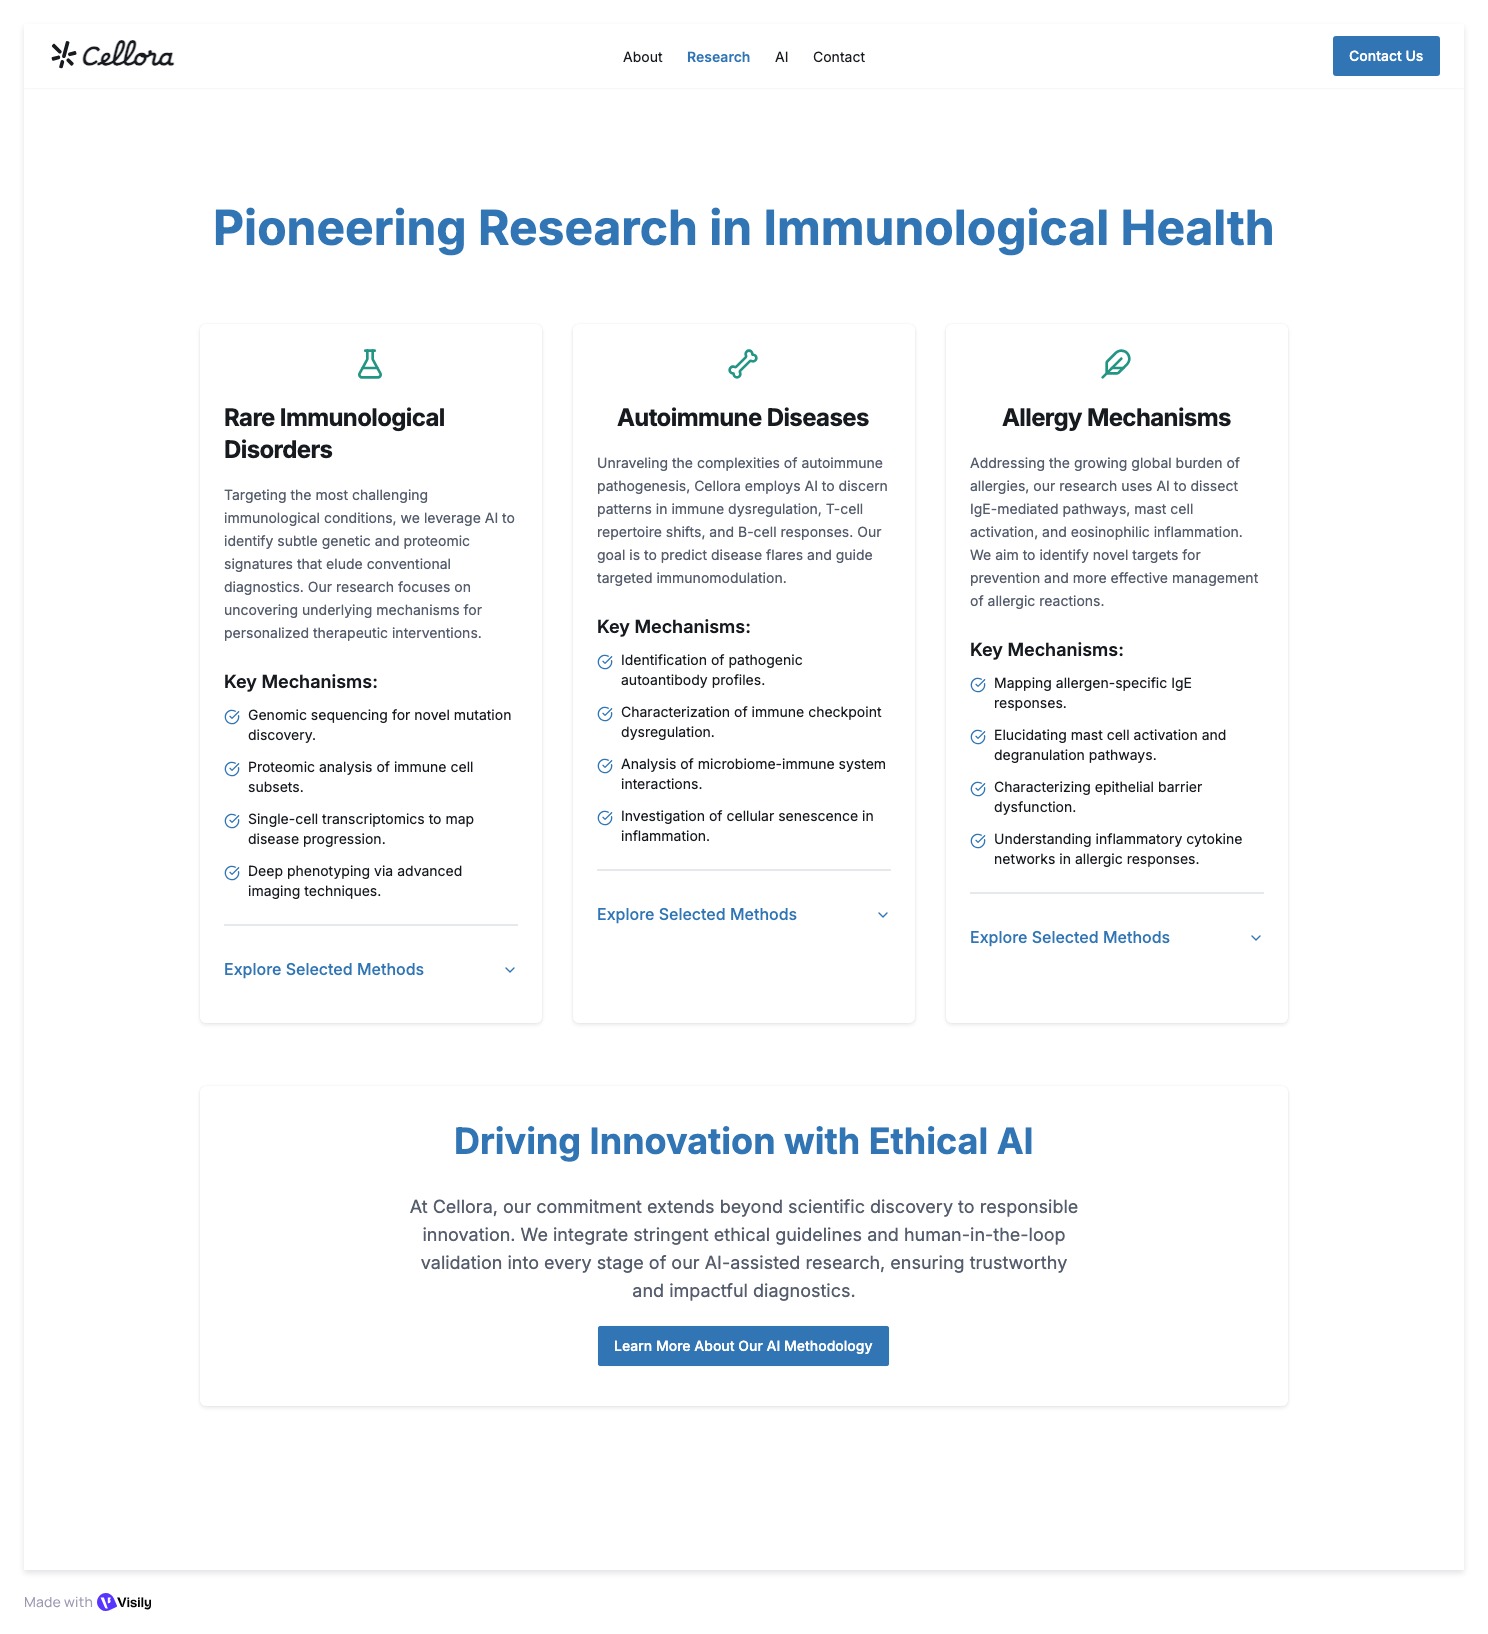 Cellora
About Research AI Contact
Contact Us
Pioneering Research in Immunological Health
Rare Immunological
Disorders
Targeting the most challenging
immunological conditions, we leverage AI to
identify subtle genetic and proteomic
signatures that elude conventional
diagnostics. Our research focuses on
uncovering underlying mechanisms for
personalized therapeutic interventions.
Key Mechanisms:
Genomic sequencing for novel mutation
discovery.
Proteomic analysis of immune cell
subsets.
Single-cell transcriptomics to map
disease progression.
Deep phenotyping via advanced
imaging techniques.
Explore Selected Methods
Autoimmune Diseases
Unraveling the complexities of autoimmune
pathogenesis, Cellora employs AI to discern
patterns in immune dysregulation, T-cell
repertoire shifts, and B-cell responses. Our
goal is to predict disease flares and guide
targeted immunomodulation.
Key Mechanisms:
Identification of pathogenic
autoantibody profiles.
Characterization of immune checkpoint
dysregulation.
Analysis of microbiome-immune system
interactions.
Investigation of cellular senescence in
inflammation.
Explore Selected Methods
Allergy Mechanisms
Addressing the growing global burden of
allergies, our research uses AI to dissect
IgE-mediated pathways, mast cell
activation, and eosinophilic inflammation.
We aim to identify novel targets for
prevention and more effective management
of allergic reactions.
Key Mechanisms:
Mapping allergen-specific IgE
responses.
Elucidating mast cell activation and
degranulation pathways.
Characterizing epithelial barrier
dysfunction.
Understanding inflammatory cytokine
networks in allergic responses.
Explore Selected Methods
Driving Innovation with Ethical AI
At Cellora, our commitment extends beyond scientific discovery to responsible
innovation. We integrate stringent ethical guidelines and human-in-the-loop
validation into every stage of our AI-assisted research, ensuring trustworthy
and impactful diagnostics.
Learn More About Our AI Methodology
Made with Visily